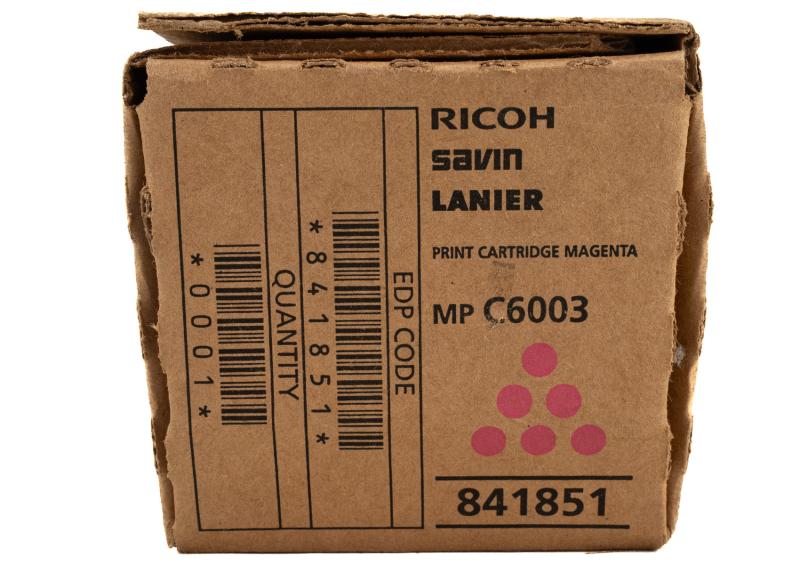 RICOH
savin
LANIER
PRINT CARTRIDGE MAGENTA
MP C6003
841851
EDP CODE
*841851*
QUANTITY
*0001*